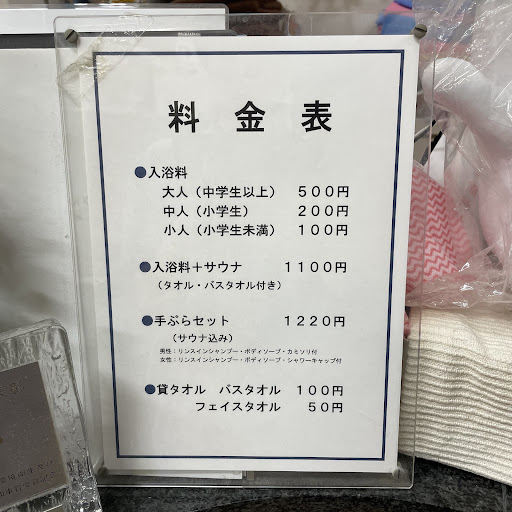 料金表
●入浴料
大人（中学生以上） 500円
中人（小学生） 200円
小人（小学生未満） 100円
●入浴料＋サウナ 1100円
（タオル・バスタオル付き）
●手ぶらセット 1220円
（サウナ込み）
男性：リンスインシャンプー・ボディソープ・カミソリ付
女性：リンスインシャンプー・ボディソープ・シャワーキャップ付
●貸タオル バスタオル 100円
フェイスタオル 50円